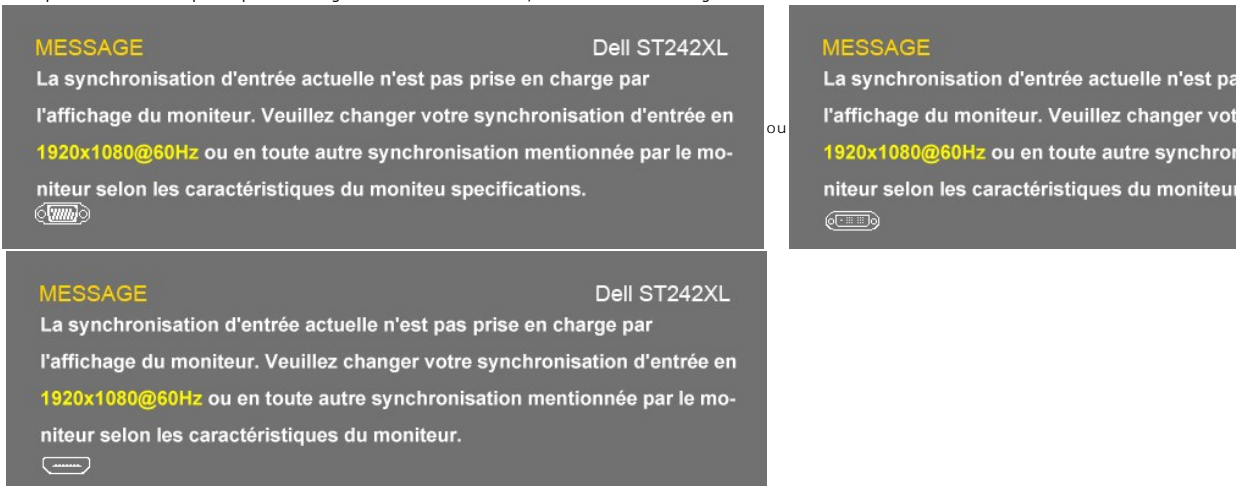 MESSAGE Dell ST242XL
La synchronisation d'entrée actuelle n'est pas prise en charge par
l'affichage du moniteur. Veuillez changer votre synchronisation d'entrée en
1920x1080@60Hz ou en toute autre synchronisation mentionnée par le mo-
niteur selon les caractéristiques du moniteu specifications.
ou
MESSAGE
La synchronisation d'entrée actuelle n'est
l'affichage du moniteur. Veuillez changer
1920x1080@60Hz ou en toute autre
niteur selon les caractéristiques du moniteur
MESSAGE Dell ST242XL
La synchronisation d'entrée actuelle n'est pas prise en charge par
l'affichage du moniteur. Veuillez changer votre synchronisation d'entrée en
1920x1080@60Hz ou en toute autre synchronisation mentionnée par le mo-
niteur selon les caractéristiques du moniteur.